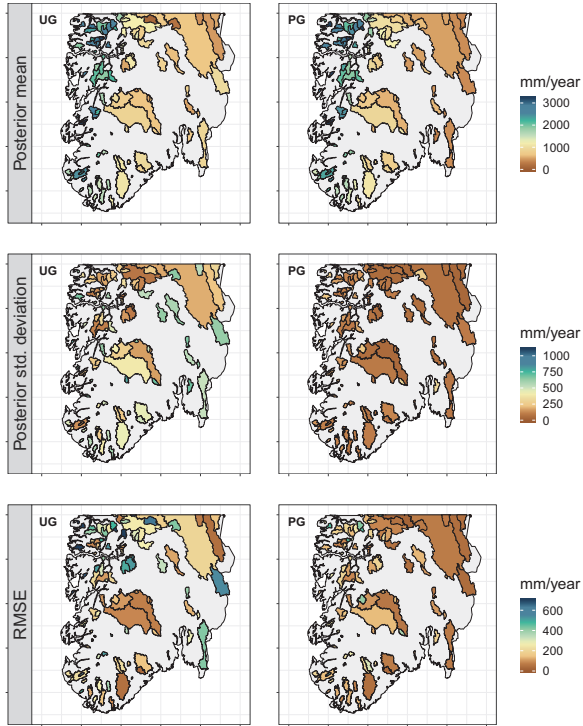 Posterior mean
UG
PG
mm/year
3000
2000
1000
0
Posterior std. deviation
UG
PG
mm/year
1000
750
500
250
0
RMSE
UG
PG
mm/year
600
400
200
0